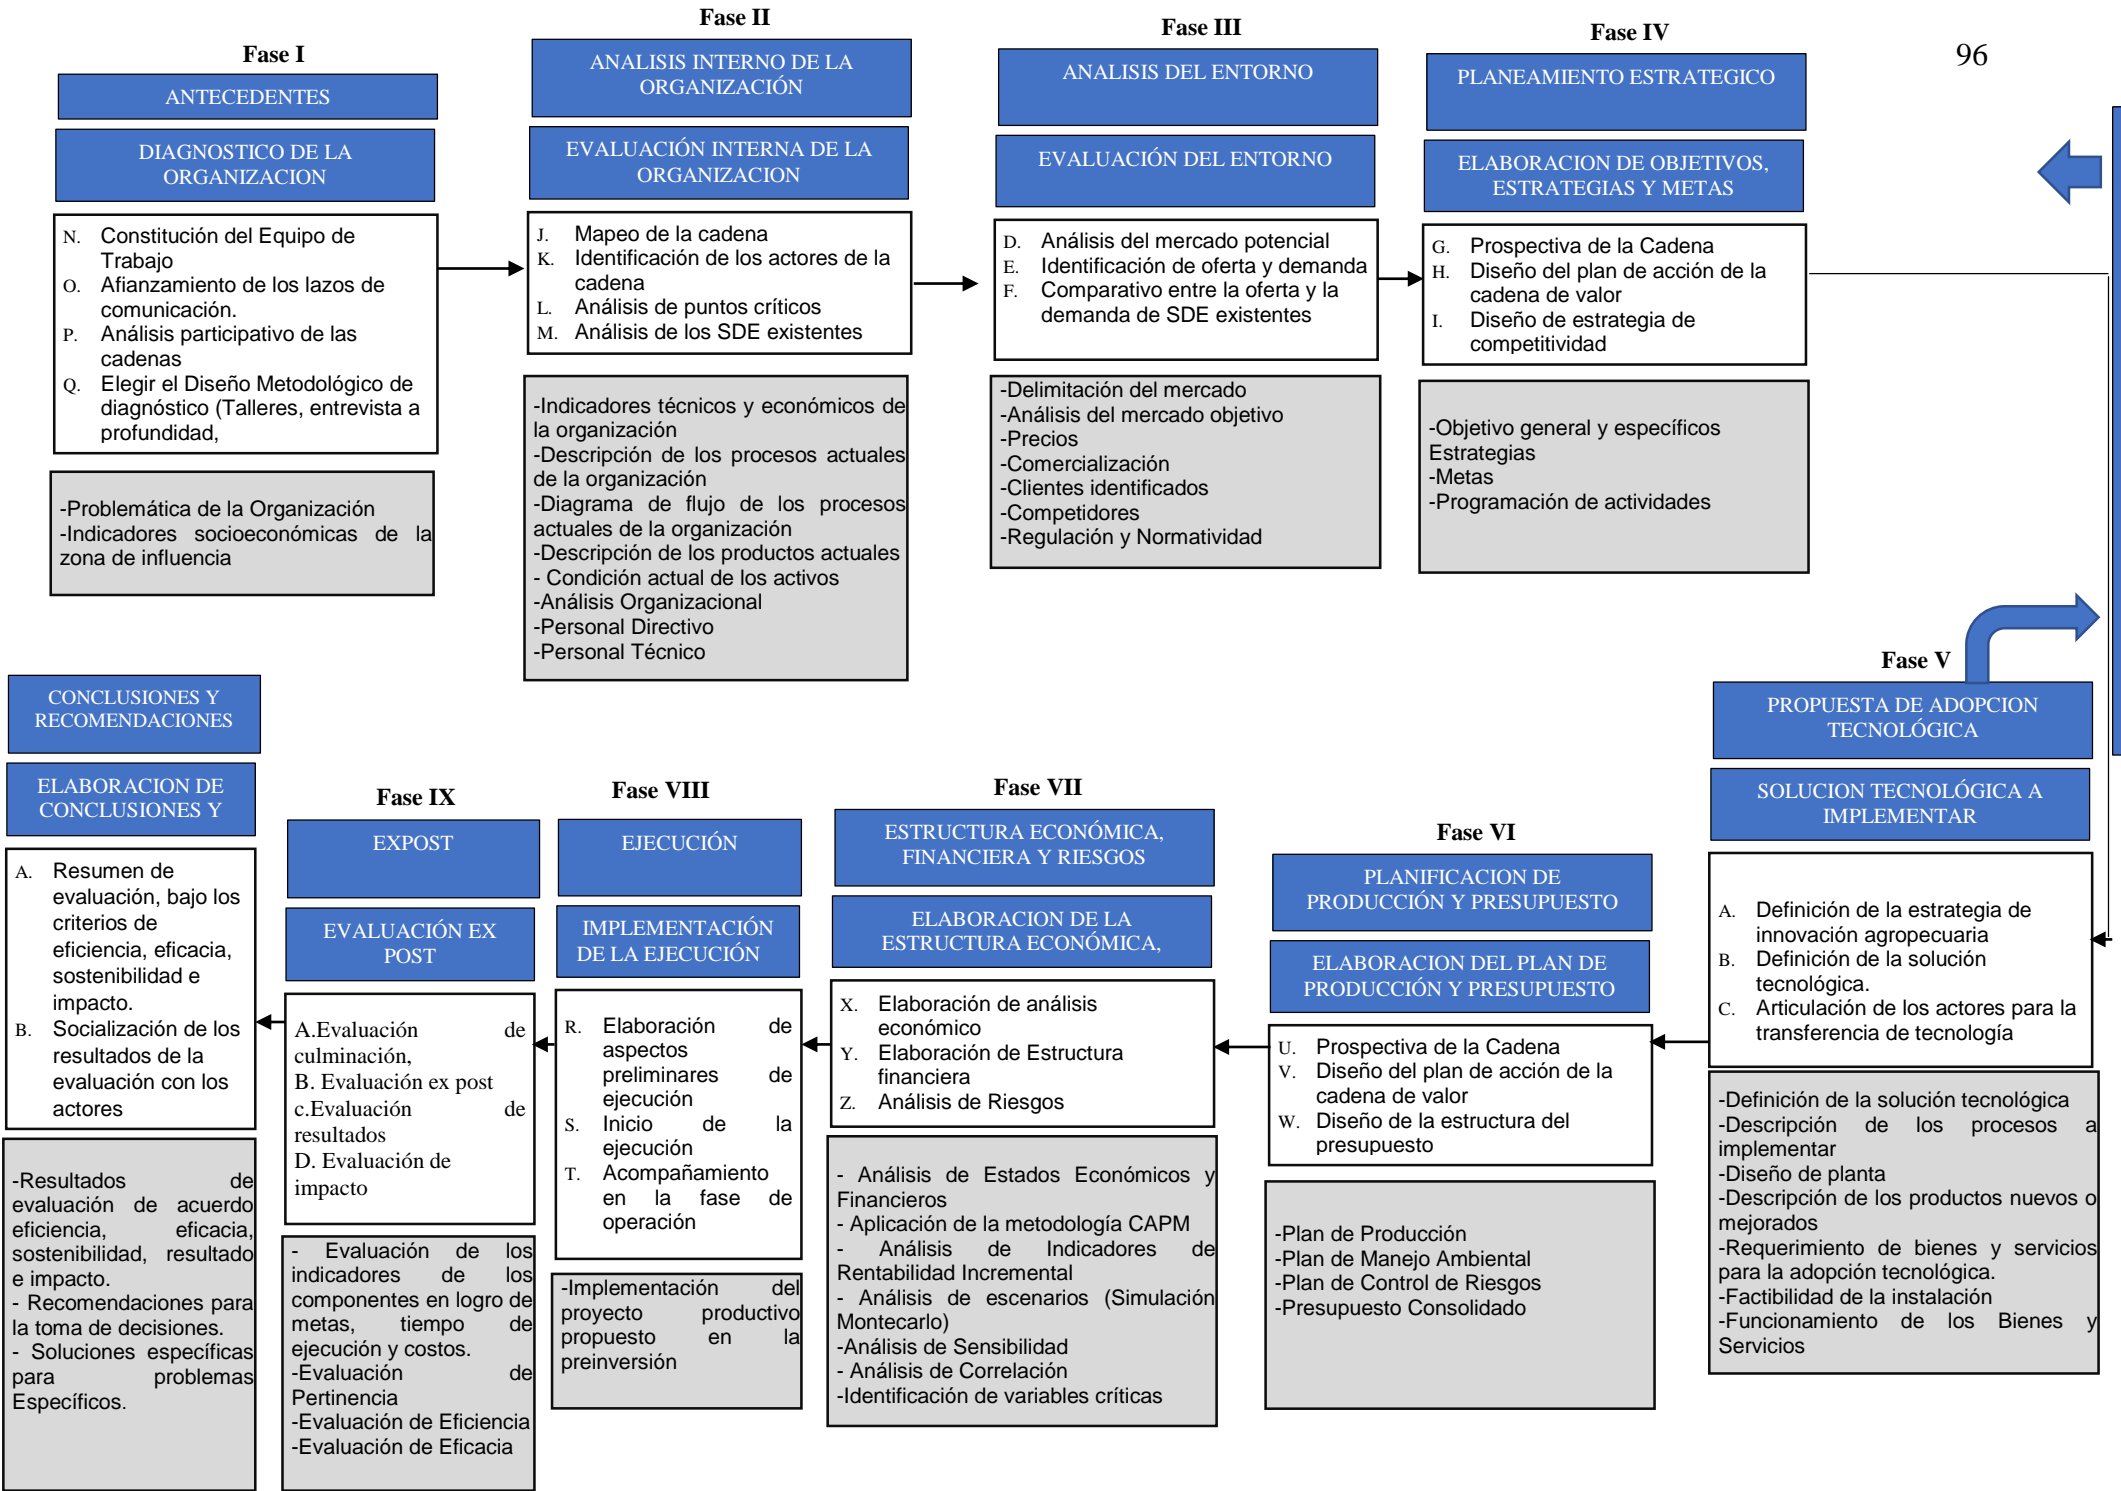 Fase I
ANTECEDENTES
DIAGNOSTICO DE LA
ORGANIZACION
N. Constitución del Equipo de
Trabajo
O. Afianzamiento de los lazos de
comunicación.
P. Análisis participativo de las
cadenas
Q. Elegir el Diseño Metodológico de
diagnóstico (Talleres, entrevista a
profundidad,
-Problemática de la Organización
-Indicadores socioeconómicas de la
zona de influencia
Fase II
ANALISIS INTERNO DE LA
ORGANIZACIÓN
EVALUACIÓN INTERNA DE LA
ORGANIZACION
J. Mapeo de la cadena
K. Identificación de los actores de la
cadena
L. Análisis de puntos críticos
M. Análisis de los SDE existentes
-Indicadores técnicos y económicos de
la organización
-Descripción de los procesos actuales
de la organización
-Diagrama de flujo de los procesos
actuales de la organización
-Descripción de los productos actuales
- Condición actual de los activos
-Análisis Organizacional
-Personal Directivo
-Personal Técnico
Fase III
ANALISIS DEL ENTORNO
EVALUACIÓN DEL ENTORNO
D. Análisis del mercado potencial
E. Identificación de oferta y demanda
F. Comparativo entre la oferta y la
demanda de SDE existentes
-Delimitación del mercado
-Análisis del mercado objetivo
-Precios
-Comercialización
-Clientes identificados
-Competidores
-Regulación y Normatividad
Fase IV
PLANEAMIENTO ESTRATEGICO
ELABORACION DE OBJETIVOS,
ESTRATEGIAS Y METAS
G. Prospectiva de la Cadena
H. Diseño del plan de acción de la
cadena de valor
I. Diseño de estrategia de
competitividad
-Objetivo general y específicos
Estrategias
-Metas
-Programación de actividades
96
Fase V
PROPUESTA DE ADOPCION
TECNOLÓGICA
SOLUCION TECNOLÓGICA A
IMPLEMENTAR
A. Definición de la estrategia de
innovación agropecuaria
B. Definición de la solución
tecnológica.
C. Articulación de los actores para la
transferencia de tecnología
-Definición de la solución tecnológica
-Descripción de los procesos a
implementar
-Diseño de planta
-Descripción de los productos nuevos o
mejorados
-Requerimiento de bienes y servicios
para la adopción tecnológica.
-Factibilidad de la instalación
-Funcionamiento de los Bienes y
Servicios
Fase VI
PLANIFICACION DE
PRODUCCIÓN Y PRESUPUESTO
ELABORACION DEL PLAN DE
PRODUCCIÓN Y PRESUPUESTO
U. Prospectiva de la Cadena
V. Diseño del plan de acción de la
cadena de valor
W. Diseño de la estructura del
presupuesto
-Plan de Producción
-Plan de Manejo Ambiental
-Plan de Control de Riesgos
-Presupuesto Consolidado
Fase VII
ESTRUCTURA ECONÓMICA,
FINANCIERA Y RIESGOS
ELABORACION DE LA
ESTRUCTURA ECONÓMICA,
X. Elaboración de análisis
económico
Y. Elaboración de Estructura
financiera
Z. Análisis de Riesgos
- Análisis de Estados Económicos y
Financieros
- Aplicación de la metodología CAPM
- Análisis de Indicadores de
Rentabilidad Incremental
- Análisis de escenarios (Simulación
Montecarlo)
-Análisis de Sensibilidad
- Análisis de Correlación
-Identificación de variables críticas
Fase VIII
EJECUCIÓN
IMPLEMENTACIÓN
DE LA EJECUCIÓN
R. Elaboración de
aspectos
preliminares de
ejecución
S. Inicio de la
ejecución
T. Acompañamiento
en la fase de
operación
-Implementación del
proyecto productivo
propuesto en la
preinversión
Fase IX
EXPOST
EVALUACIÓN EX
POST
A.Evaluación de
culminación,
B. Evaluación ex post
c.Evaluación de
resultados
D. Evaluación de
impacto
- Evaluación de los
indicadores de los
componentes en logro de
metas, tiempo de
ejecución y costos.
-Evaluación de
Pertinencia
-Evaluación de Eficiencia
-Evaluación de Eficacia
CONCLUSIONES Y
RECOMENDACIONES
ELABORACION DE
CONCLUSIONES Y
A. Resumen de
evaluación, bajo los
criterios de
eficiencia, eficacia,
sostenibilidad e
impacto.
B. Socialización de los
resultados de la
evaluación con los
actores
-Resultados de
evaluación de acuerdo
eficiencia, eficacia,
sostenibilidad, resultado
e impacto.
- Recomendaciones para
la toma de decisiones.
- Soluciones específicas
para problemas
Específicos.